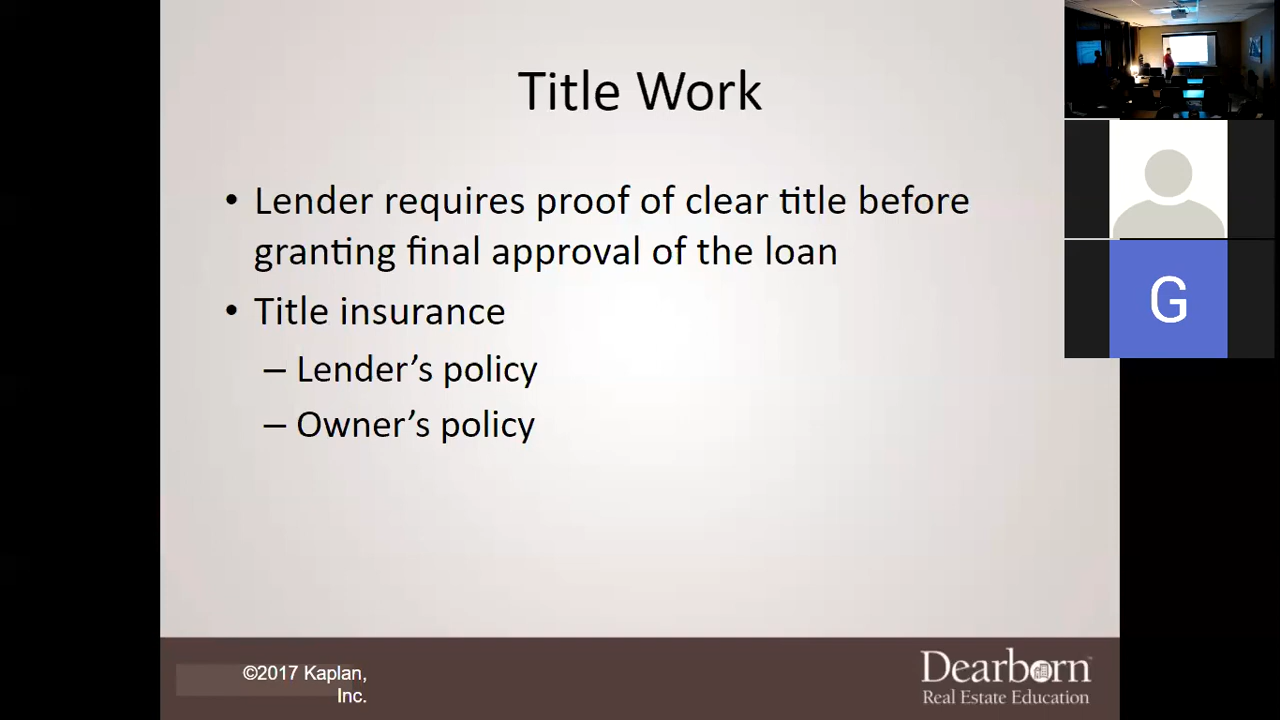 Title Work
• Lender requires proof of clear title before
granting final approval of the loan
• Title insurance
– Lender’s policy
– Owner’s policy
G
©2017 Kaplan,
Inc.
Dearborn™
Real Estate Education